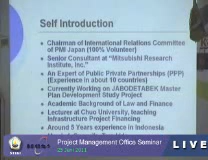 Self Introduction
• Chairman of International Relations Committee
of PMI Japan (100% Volunteer)
• Senior Consultant at "Mitsubishi Research
Institute, Inc."
• An Expert of Public Private Partnerships (PPP)
(Experience in about 10 countries)
• Currently Working on JABODETABEK Master
Plan Development Study Project
• Academic Background of Law and Finance
• Lecturer at Chuo University, teaching
Infrastructure Project Financing
• Around 5 Years experience in Indonesia
Project Management Office Seminar
LIVE